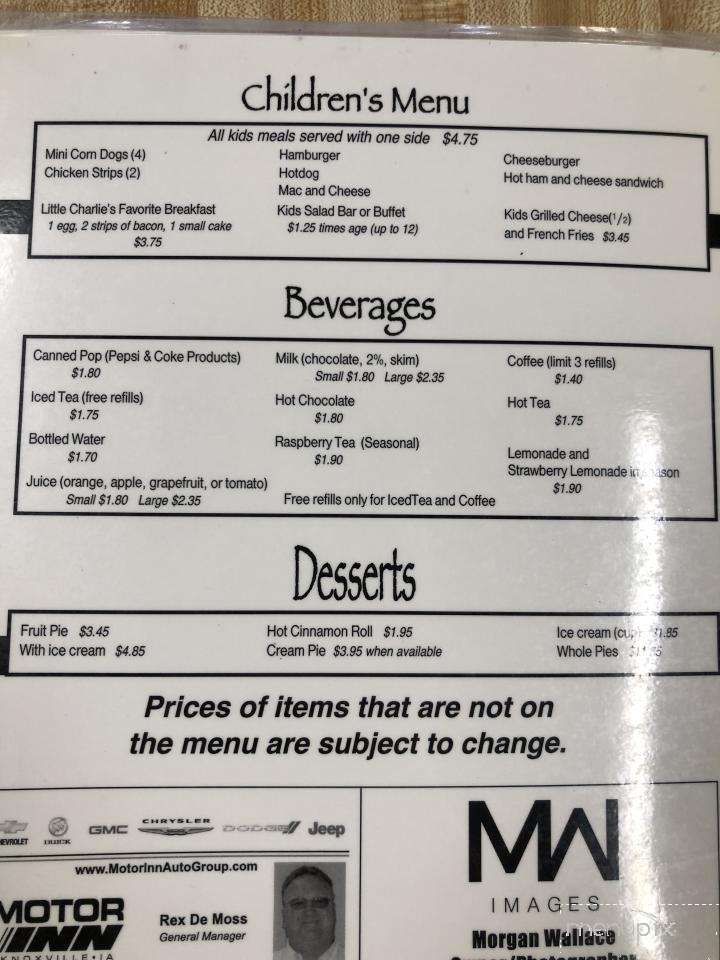 Children's Menu
All kids meals served with one side $4.75
Mini Corn Dogs (4)
Chicken Strips (2)
Hamburger
Hotdog
Mac and Cheese
Cheeseburger
Hot ham and cheese sandwich
Little Charlie's Favorite Breakfast
1 egg, 2 strips of bacon, 1 small cake
$3.75
Kids Salad Bar or Buffet
$1.25 times age (up to 12)
Kids Grilled Cheese(1/2)
and French Fries $3.45
Beverages
Canned Pop (Pepsi & Coke Products)
$1.80
Iced Tea (free refills)
$1.75
Bottled Water
$1.70
Juice (orange, apple, grapefruit, or tomato)
Small $1.80 Large $2.35
Milk (chocolate, 2%, skim)
Small $1.80 Large $2.35
Hot Chocolate
$1.80
Raspberry Tea (Seasonal)
$1.90
Free refills only for IcedTea and Coffee
Coffee (limit 3 refills)
$1.40
Hot Tea
$1.75
Lemonade and
Strawberry Lemonade in season
$1.90
Desserts
Fruit Pie $3.45
With ice cream $4.85
Hot Cinnamon Roll $1.95
Cream Pie $3.95 when available
Ice cream (cup)
Whole Pies
Prices of items that are not on
the menu are subject to change.
BUICK
GMC
CHRYSLER
DODGE
Jeep
www.MotorInnAutoGroup.com
MOTOR
INN
KNOXVILLE • IA
Rex De Moss
General Manager
MW
IMAGES
Morgan Wallace
Owner/Photographer
menupix